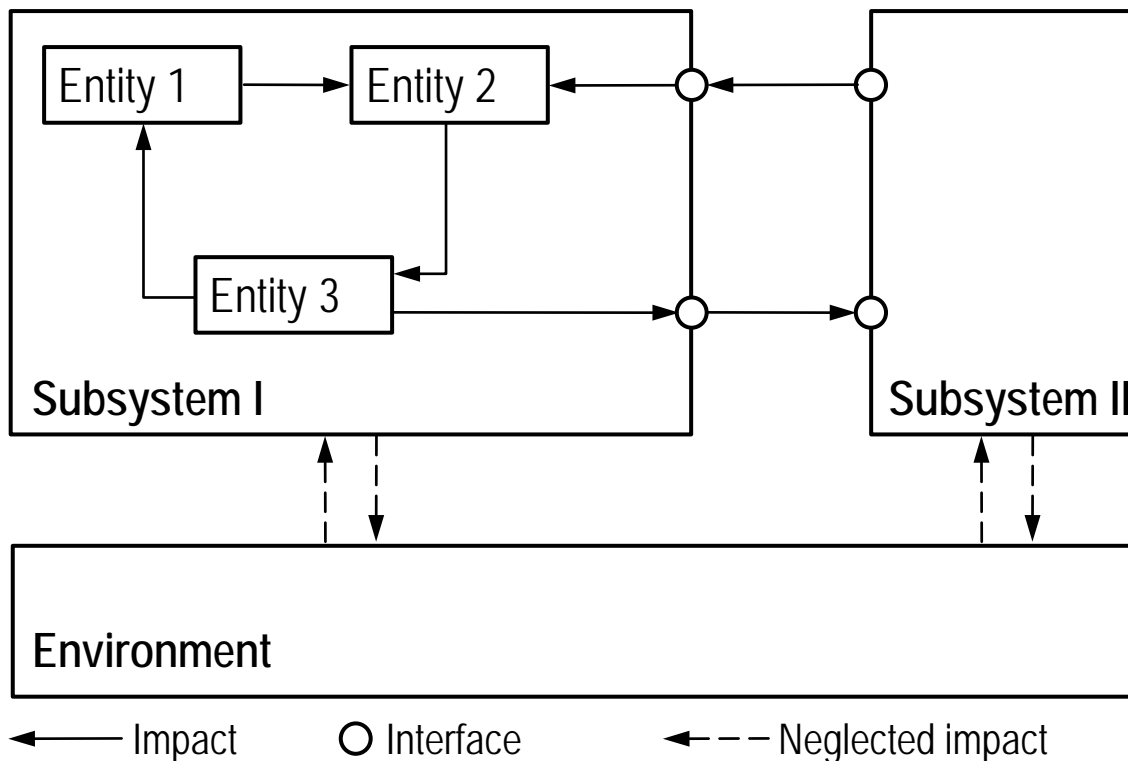 Entity 1
Entity 2
Entity 3
Subsystem I
Subsystem II
Environment
Impact
Interface
Neglected impact